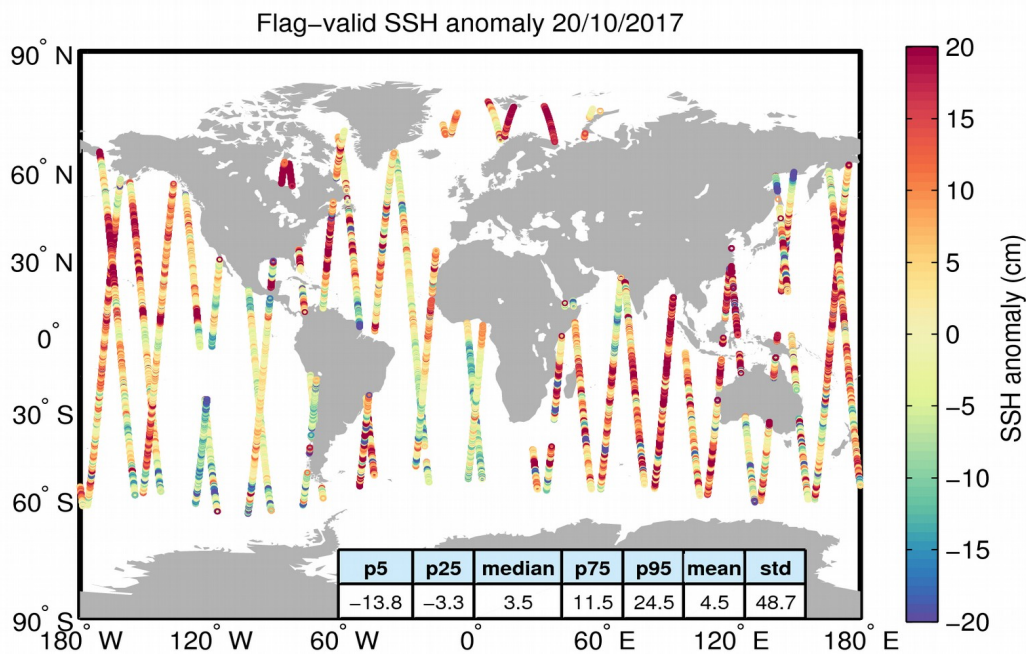 Flag−valid SSH anomaly 20/10/2017
90° N
60° N
30° N
0°
30° S
60° S
90° S
180° W
120° W
60° W
0°
60° E
120° E
180° E
p5 p25 median p75 p95 mean std
−13.8 −3.3 3.5 11.5 24.5 4.5 48.7
20
15
10
5
0
−5
−10
−15
−20
SSH anomaly (cm)